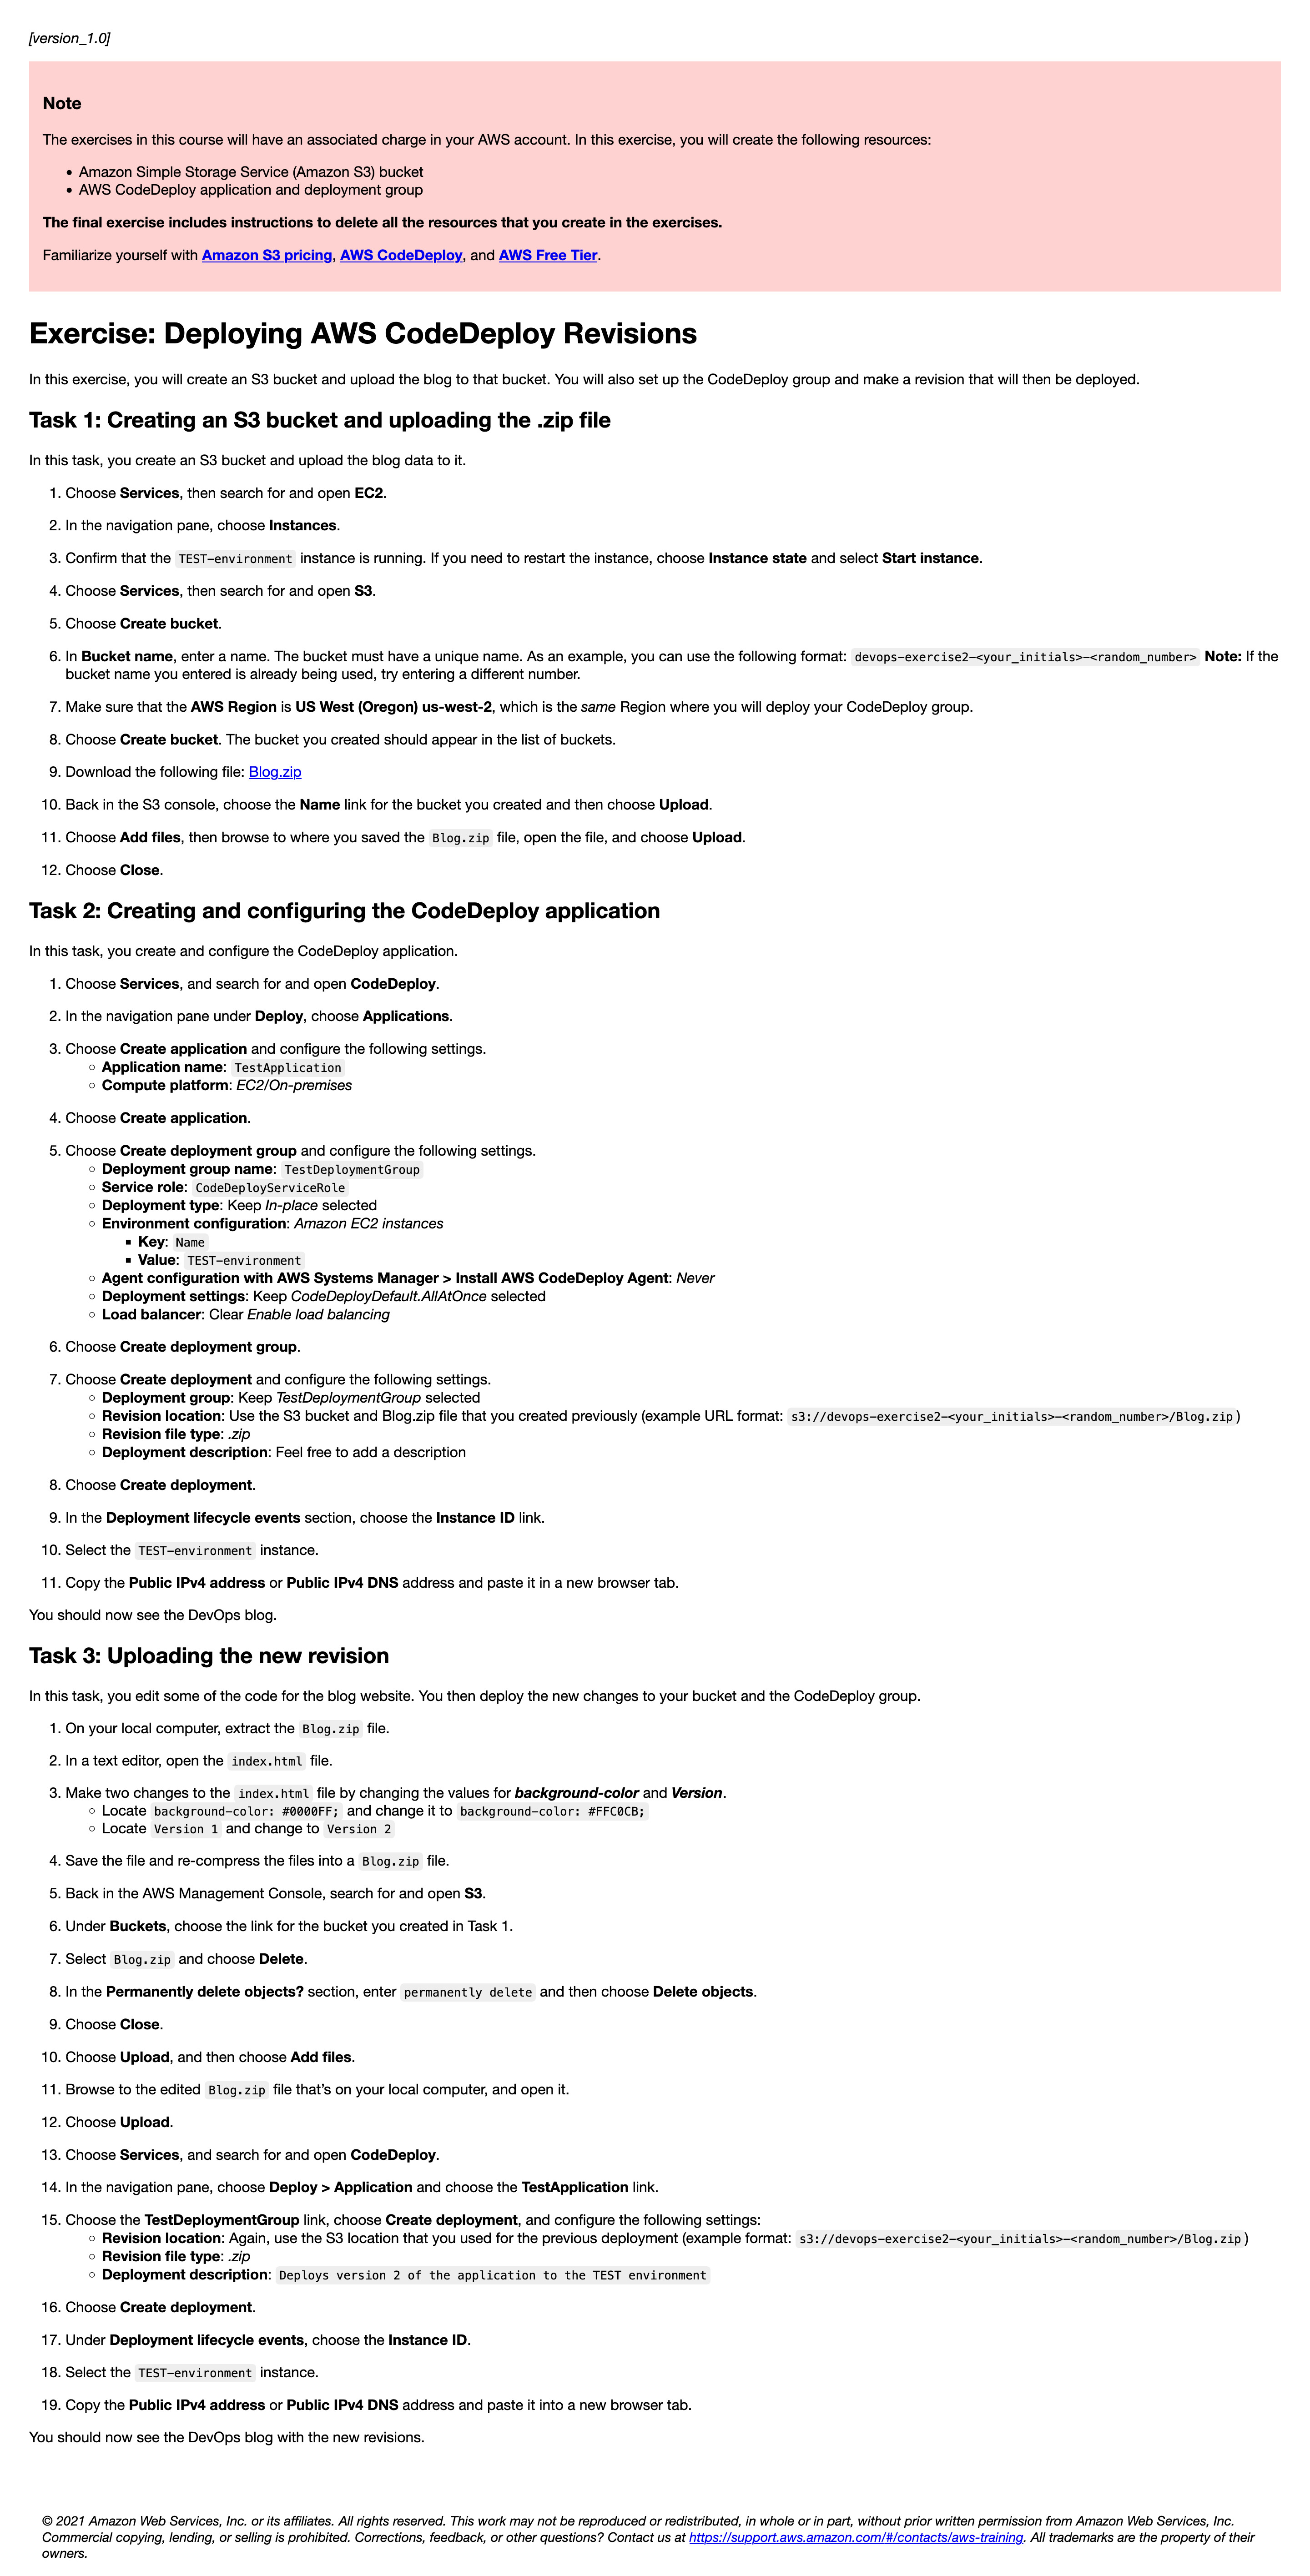 [version_1.0]
Note
The exercises in this course will have an associated charge in your AWS account. In this exercise, you will create the following resources:
• Amazon Simple Storage Service (Amazon S3) bucket
• AWS CodeDeploy application and deployment group
The final exercise includes instructions to delete all the resources that you create in the exercises.
Familiarize yourself with Amazon S3 pricing, AWS CodeDeploy, and AWS Free Tier.
Exercise: Deploying AWS CodeDeploy Revisions
In this exercise, you will create an S3 bucket and upload the blog to that bucket. You will also set up the CodeDeploy group and make a revision that will then be deployed.
Task 1: Creating an S3 bucket and uploading the .zip file
In this task, you create an S3 bucket and upload the blog data to it.
1. Choose Services, then search for and open EC2.
2. In the navigation pane, choose Instances.
3. Confirm that the TEST-environment instance is running. If you need to restart the instance, choose Instance state and select Start instance.
4. Choose Services, then search for and open S3.
5. Choose Create bucket.
6. In Bucket name, enter a name. The bucket must have a unique name. As an example, you can use the following format: devops-exercise2-<your_initials>-<random_number> Note: If the
bucket name you entered is already being used, try entering a different number.
7. Make sure that the AWS Region is US West (Oregon) us-west-2, which is the same Region where you will deploy your CodeDeploy group.
8. Choose Create bucket. The bucket you created should appear in the list of buckets.
9. Download the following file: Blog.zip
10. Back in the S3 console, choose the Name link for the bucket you created and then choose Upload.
11. Choose Add files, then browse to where you saved the Blog.zip file, open the file, and choose Upload.
12. Choose Close.
Task 2: Creating and configuring the CodeDeploy application
In this task, you create and configure the CodeDeploy application.
1. Choose Services, and search for and open CodeDeploy.
2. In the navigation pane under Deploy, choose Applications.
3. Choose Create application and configure the following settings.
◦ Application name: TestApplication
◦ Compute platform: EC2/On-premises
4. Choose Create application.
5. Choose Create deployment group and configure the following settings.
◦ Deployment group name: TestDeploymentGroup
◦ Service role: CodeDeployServiceRole
◦ Deployment type: Keep In-place selected
◦ Environment configuration: Amazon EC2 instances
▪ Key: Name
▪ Value: TEST-environment
◦ Agent configuration with AWS Systems Manager > Install AWS CodeDeploy Agent: Never
◦ Deployment settings: Keep CodeDeployDefault.AllAtOnce selected
◦ Load balancer: Clear Enable load balancing
6. Choose Create deployment group.
7. Choose Create deployment and configure the following settings.
◦ Deployment group: Keep TestDeploymentGroup selected
◦ Revision location: Use the S3 bucket and Blog.zip file that you created previously (example URL format: s3://devops-exercise2-<your_initials>-<random_number>/Blog.zip)
◦ Revision file type: .zip
◦ Deployment description: Feel free to add a description
8. Choose Create deployment.
9. In the Deployment lifecycle events section, choose the Instance ID link.
10. Select the TEST-environment instance.
11. Copy the Public IPv4 address or Public IPv4 DNS address and paste it in a new browser tab.
You should now see the DevOps blog.
Task 3: Uploading the new revision
In this task, you edit some of the code for the blog website. You then deploy the new changes to your bucket and the CodeDeploy group.
1. On your local computer, extract the Blog.zip file.
2. In a text editor, open the index.html file.
3. Make two changes to the index.html file by changing the values for background-color and Version.
◦ Locate background-color: #0000FF; and change it to background-color: #FFC0CB;
◦ Locate Version 1 and change to Version 2
4. Save the file and re-compress the files into a Blog.zip file.
5. Back in the AWS Management Console, search for and open S3.
6. Under Buckets, choose the link for the bucket you created in Task 1.
7. Select Blog.zip and choose Delete.
8. In the Permanently delete objects? section, enter permanently delete and then choose Delete objects.
9. Choose Close.
10. Choose Upload, and then choose Add files.
11. Browse to the edited Blog.zip file that’s on your local computer, and open it.
12. Choose Upload.
13. Choose Services, and search for and open CodeDeploy.
14. In the navigation pane, choose Deploy > Application and choose the TestApplication link.
15. Choose the TestDeploymentGroup link, choose Create deployment, and configure the following settings:
◦ Revision location: Again, use the S3 location that you used for the previous deployment (example format: s3://devops-exercise2-<your_initials>-<random_number>/Blog.zip)
◦ Revision file type: .zip
◦ Deployment description: Deploys version 2 of the application to the TEST environment
16. Choose Create deployment.
17. Under Deployment lifecycle events, choose the Instance ID.
18. Select the TEST-environment instance.
19. Copy the Public IPv4 address or Public IPv4 DNS address and paste it into a new browser tab.
You should now see the DevOps blog with the new revisions.
© 2021 Amazon Web Services, Inc. or its affiliates. All rights reserved. This work may not be reproduced or redistributed, in whole or in part, without prior written permission from Amazon Web Services, Inc.
Commercial copying, lending, or selling is prohibited. Corrections, feedback, or other questions? Contact us at https://support.aws.amazon.com/#/contacts/aws-training. All trademarks are the property of their
owners.